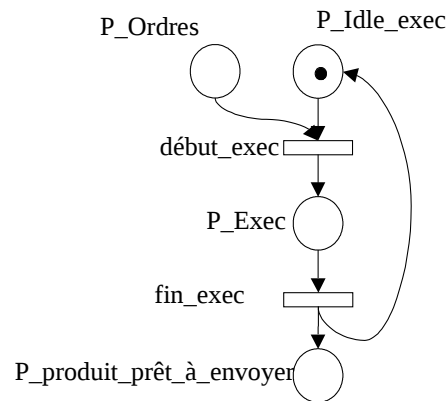 P_Idle_exec
P_Ordres
début_exec
P_Exec
fin_exec
P_produit_prêt_à_envoyer